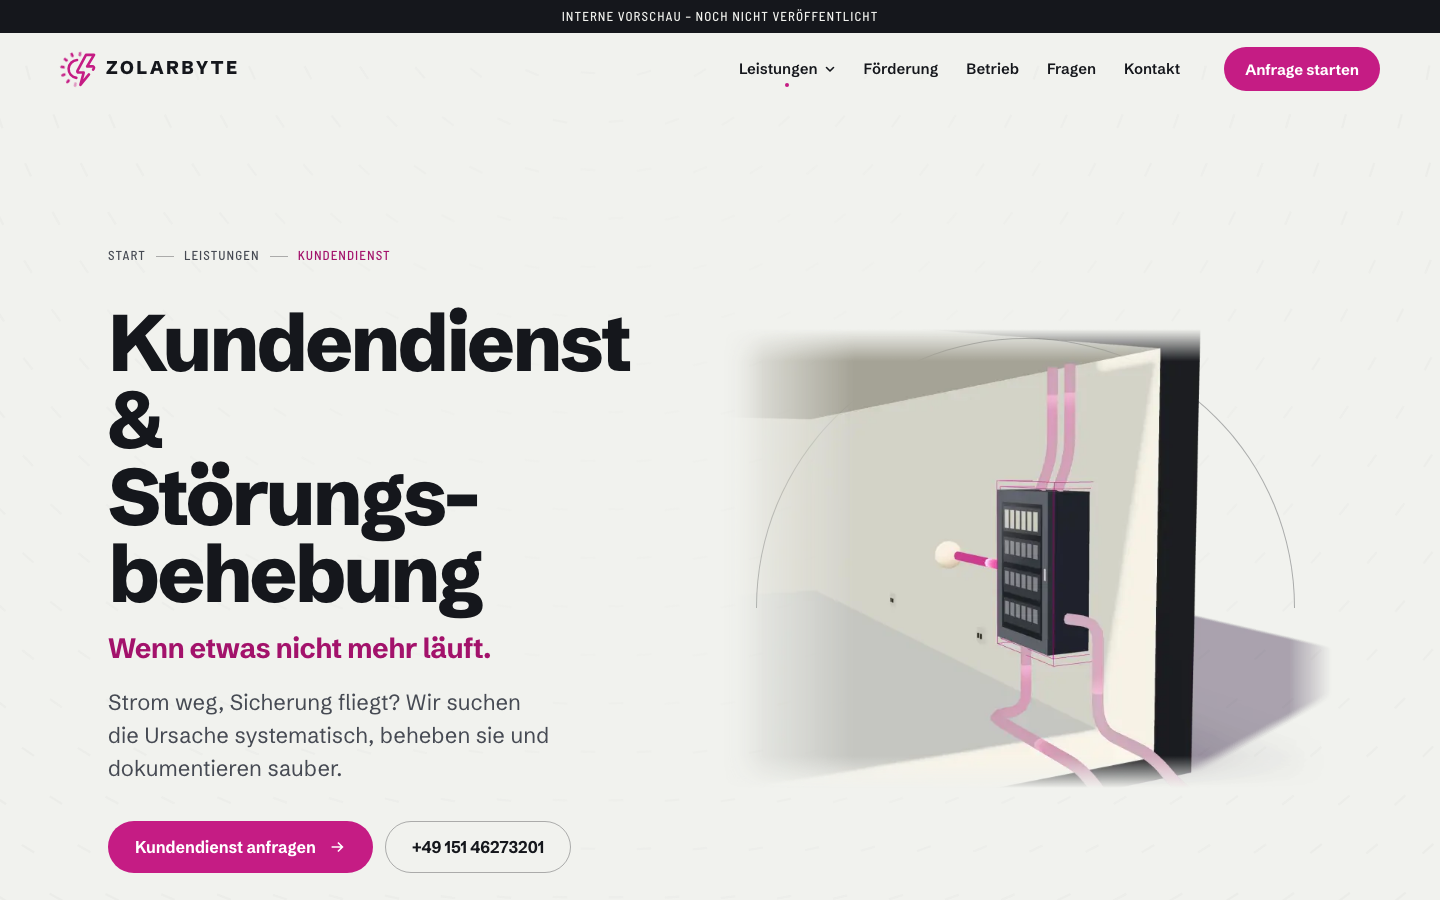 INTERNE VORSCHAU – NOCH NICHT VERÖFFENTLICHT
ZOLARBYTE
Leistungen
Förderung
Betrieb
Fragen
Kontakt
Anfrage starten
START — LEISTUNGEN — KUNDENDIENST
Kundendienst
&
Störungs-
behebung
Wenn etwas nicht mehr läuft.
Strom weg, Sicherung fliegt? Wir suchen
die Ursache systematisch, beheben sie und
dokumentieren sauber.
Kundendienst anfragen →
+49 151 46273201